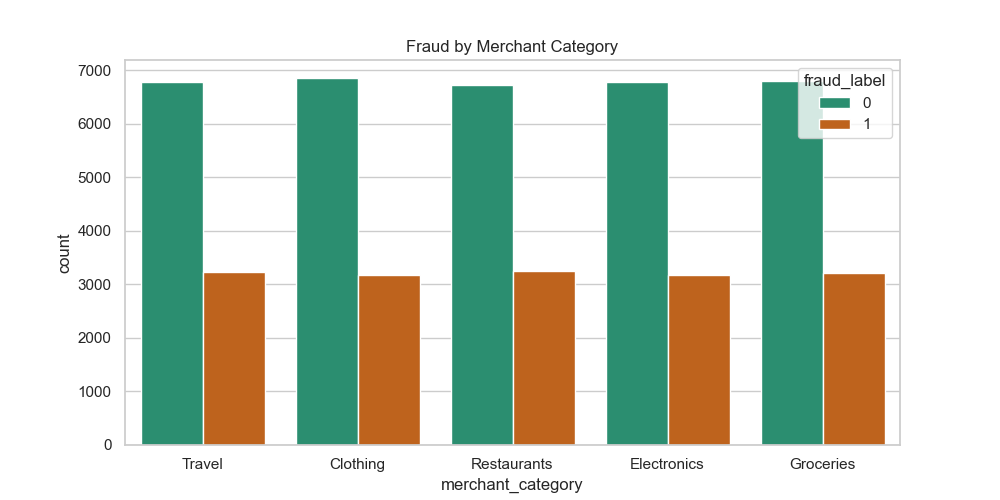 Fraud by Merchant Category
7000
6000
5000
4000
3000
2000
1000
0
count
fraud_label
0
1
Travel Clothing Restaurants Electronics Groceries
merchant_category